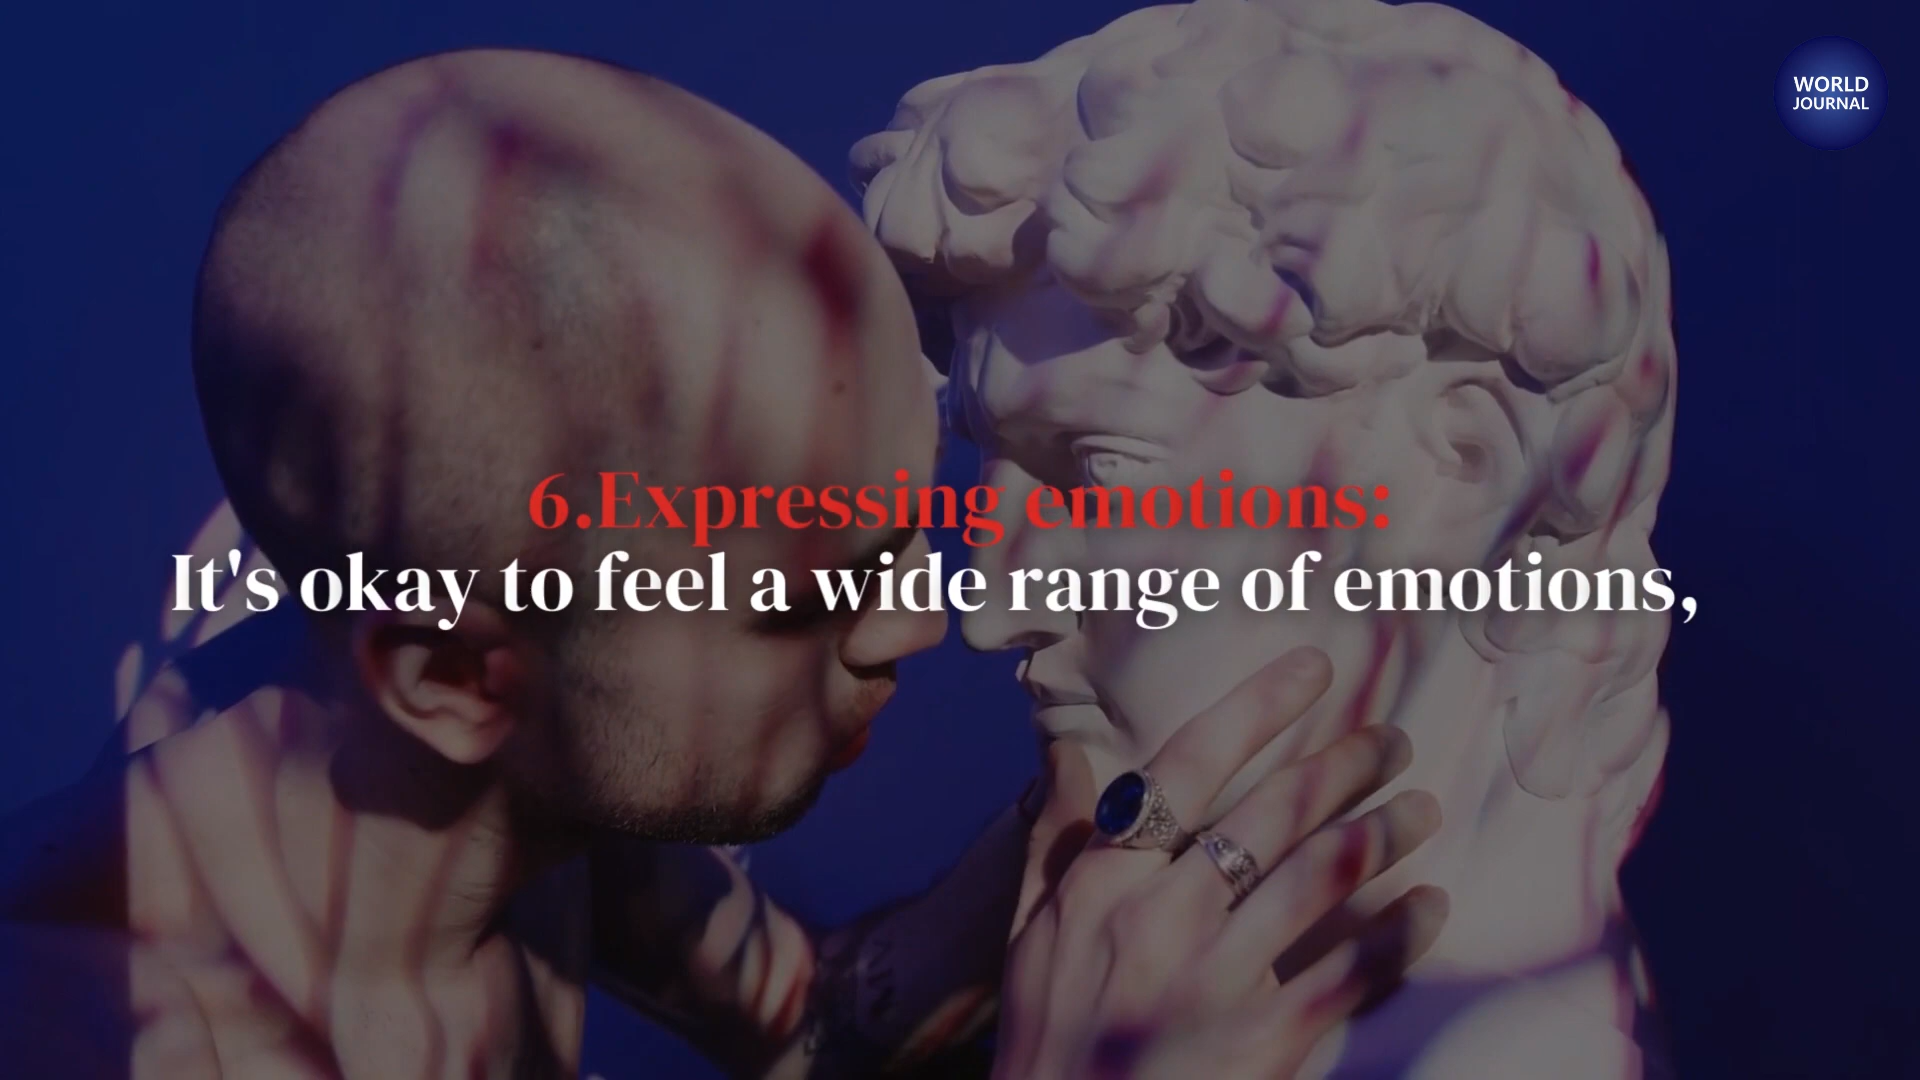 WORLD
JOURNAL
6.Expressing emotions:
It's okay to feel a wide range of emotions,